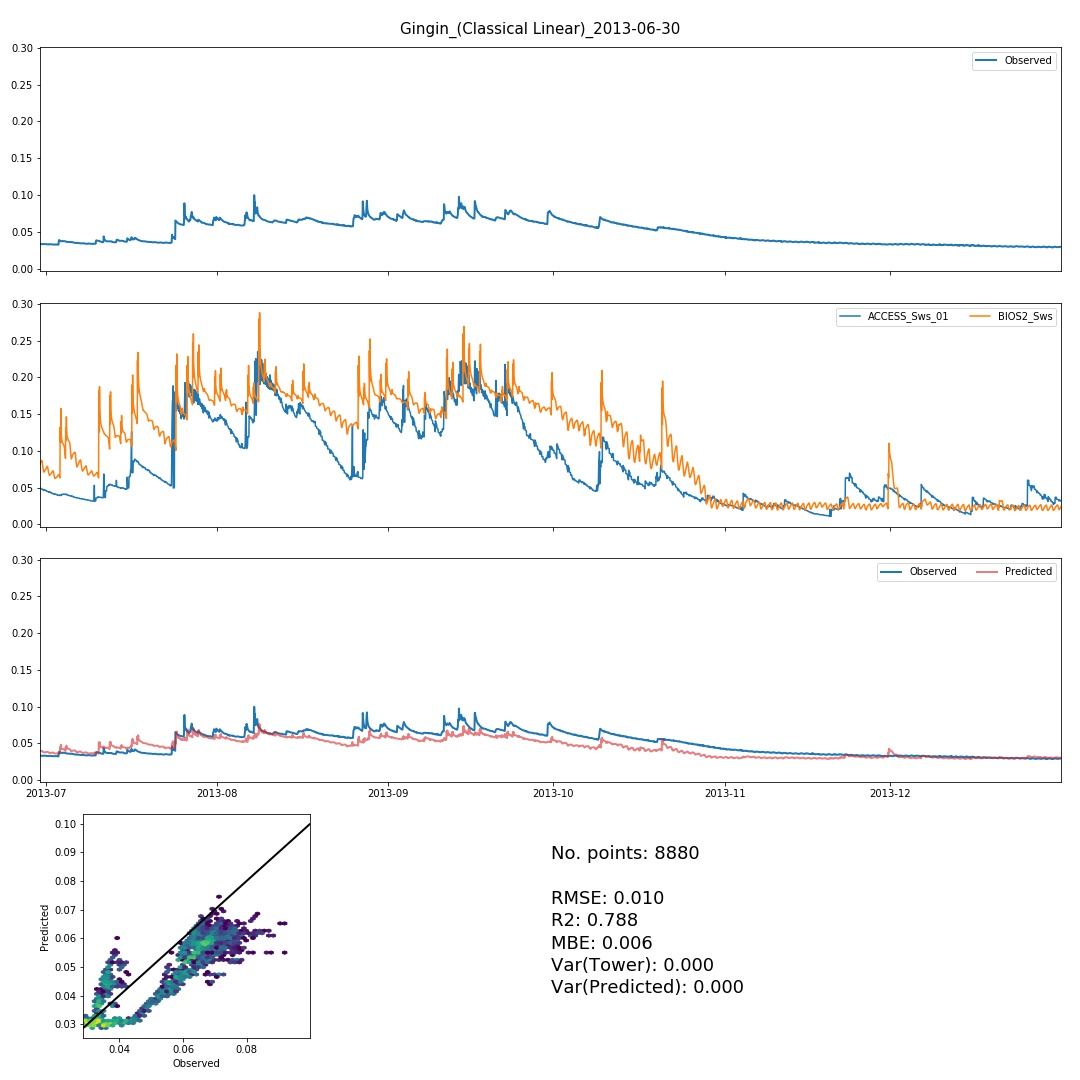 Gingin_(Classical Linear)_2013-06-30
0.30
0.25
0.20
0.15
0.10
0.05
0.00
Observed
0.30
0.25
0.20
0.15
0.10
0.05
0.00
ACCESS_Sws_01 BIOS2_Sws
0.30
0.25
0.20
0.15
0.10
0.05
0.00
Observed Predicted
2013-07 2013-08 2013-09 2013-10 2013-11 2013-12
0.10
0.09
0.08
0.07
0.06
0.05
0.04
0.03
Predicted
0.04 0.06 0.08
Observed
No. points: 8880
RMSE: 0.010
R2: 0.788
MBE: 0.006
Var(Tower): 0.000
Var(Predicted): 0.000